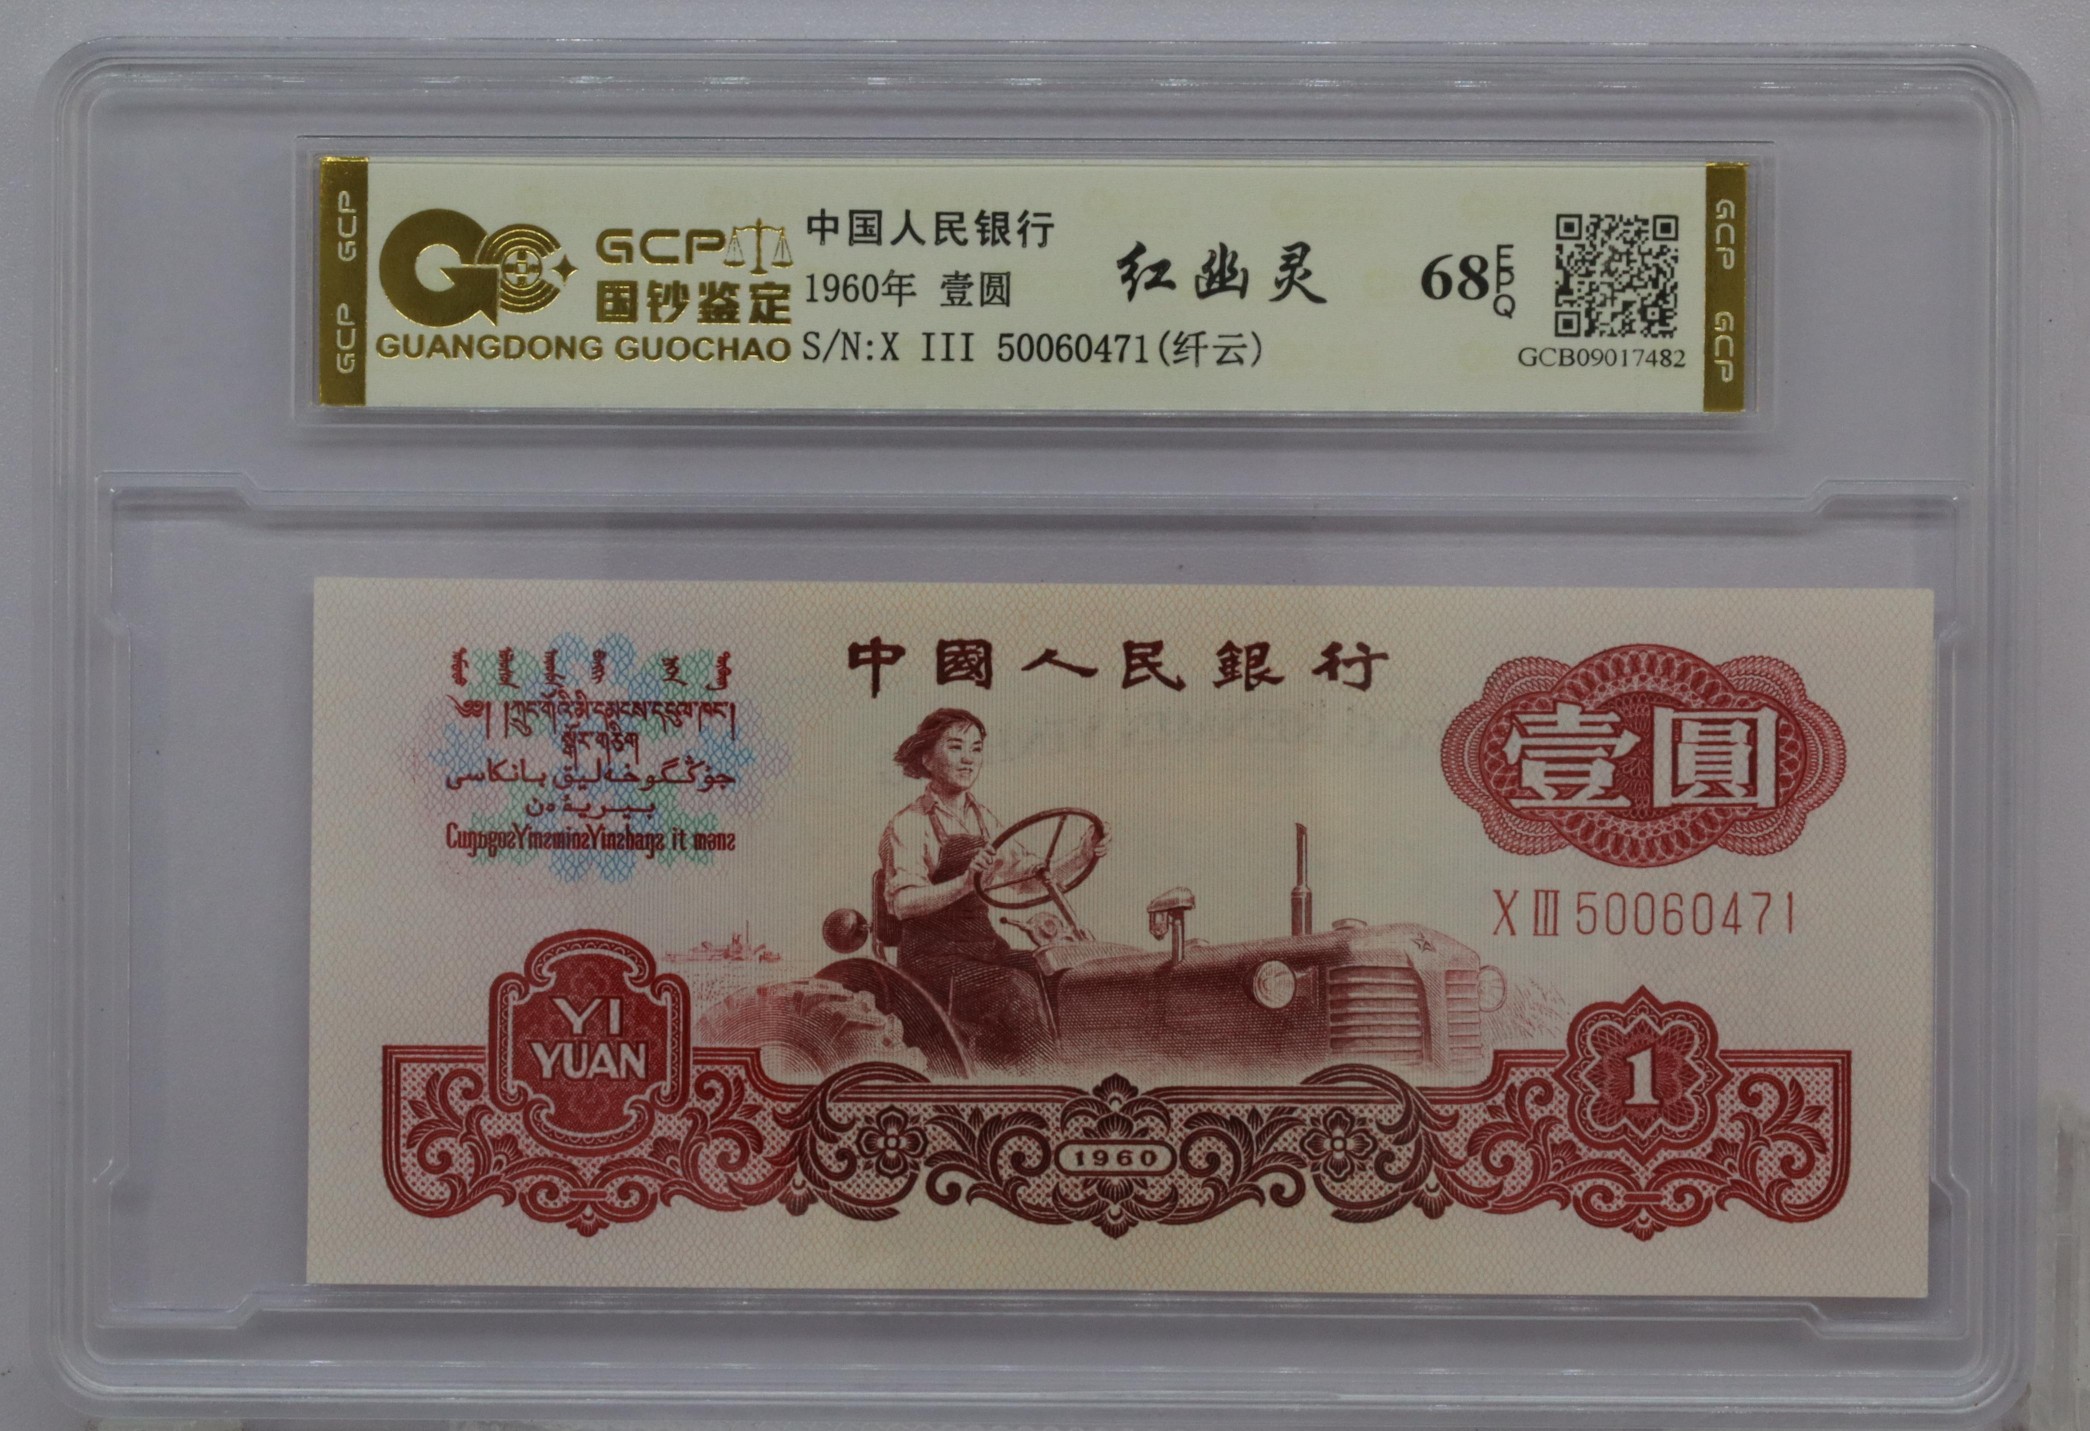 GCP GCP
GCP
国钞鉴定
GUANGDONG GUOCHAO
中国人民银行
1960年 壹圆
S/N:X III 50060471(纤云)
红幽灵
68
EPQ
GCB09017482
GCP GCP
中國人民銀行
壹圓
XⅢ50060471
YI
YUAN
1960
1